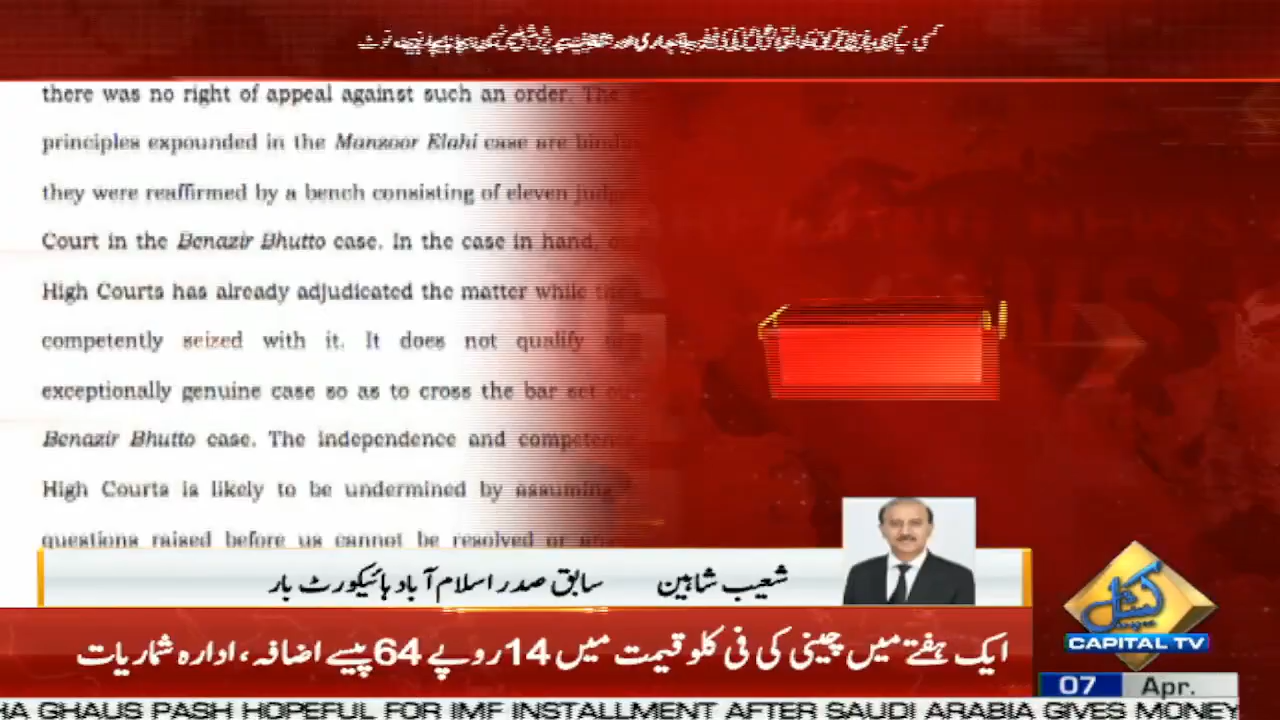 there was no right of appeal against such an order. The
principles expounded in the Manzoor Elahi case are
they were reaffirmed by a bench consisting of eleven
Court in the Benazir Bhutto case. In the case in hand,
High Courts has already adjudicated the matter while
competently seized with it. It does not qualify
exceptionally genuine case so as to cross the bar set
Benazir Bhutto case. The independence and
High Courts is likely to be undermined by assuming
questions raised before us cannot be resolved or
شعیب شاہین سابق صدر اسلام آباد ہائیکورٹ بار
ایک ہفتے میں چینی کی فی کلو قیمت میں 14 روپے 64 پیسے اضافہ، ادارہ شماریات
کیپیٹل
CAPITAL TV
07 Apr.
HA GHAUS PASH HOPEFUL FOR IMF INSTALLMENT AFTER SAUDI ARABIA GIVES MONEY